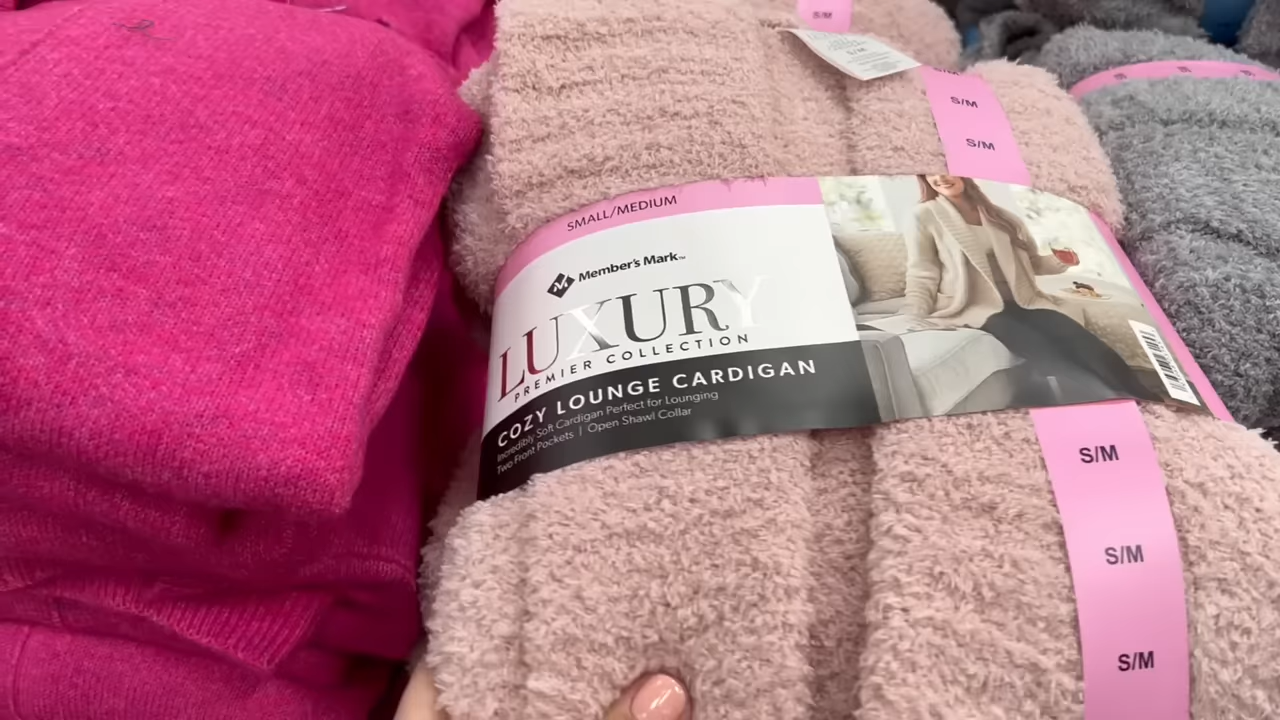 S/M
S/M
S/M
S/M
SMALL/MEDIUM
Member's Mark™
LUXURY
PREMIER COLLECTION
COZY LOUNGE CARDIGAN
Incredibly Soft Cardigan Perfect for Lounging
Two Front Pockets | Open Shawl Collar
S/M
S/M
S/M